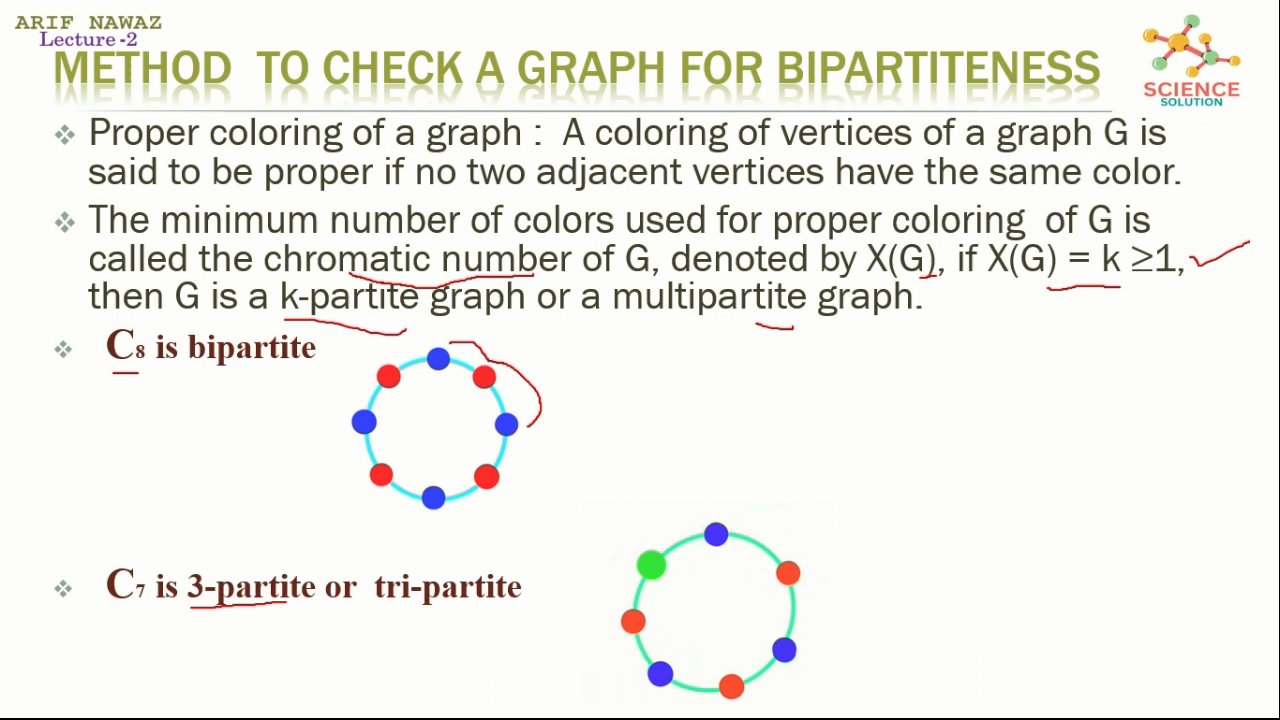 ARIF NAWAZ
Lecture -2
METHOD TO CHECK A GRAPH FOR BIPARTITENESS
SCIENCE
SOLUTION
Proper coloring of a graph : A coloring of vertices of a graph G is
said to be proper if no two adjacent vertices have the same color.
The minimum number of colors used for proper coloring of G is
called the chromatic number of G, denoted by X(G), if X(G) = k ≥1,
then G is a k-partite graph or a multipartite graph.
C₈ is bipartite
C₇ is 3-partite or tri-partite